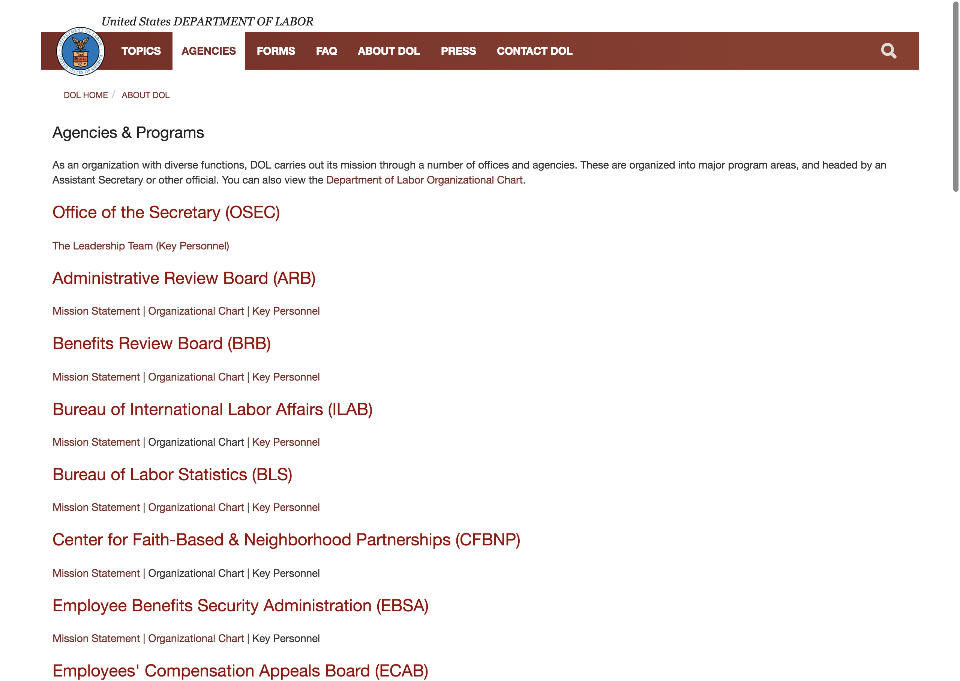 United States DEPARTMENT OF LABOR
TOPICS AGENCIES FORMS FAQ ABOUT DOL PRESS CONTACT DOL
DOL HOME / ABOUT DOL
Agencies & Programs
As an organization with diverse functions, DOL carries out its mission through a number of offices and agencies. These are organized into major program areas, and headed by an
Assistant Secretary or other official. You can also view the Department of Labor Organizational Chart.
Office of the Secretary (OSEC)
The Leadership Team (Key Personnel)
Administrative Review Board (ARB)
Mission Statement | Organizational Chart | Key Personnel
Benefits Review Board (BRB)
Mission Statement | Organizational Chart | Key Personnel
Bureau of International Labor Affairs (ILAB)
Mission Statement | Organizational Chart | Key Personnel
Bureau of Labor Statistics (BLS)
Mission Statement | Organizational Chart | Key Personnel
Center for Faith-Based & Neighborhood Partnerships (CFBNP)
Mission Statement | Organizational Chart | Key Personnel
Employee Benefits Security Administration (EBSA)
Mission Statement | Organizational Chart | Key Personnel
Employees' Compensation Appeals Board (ECAB)